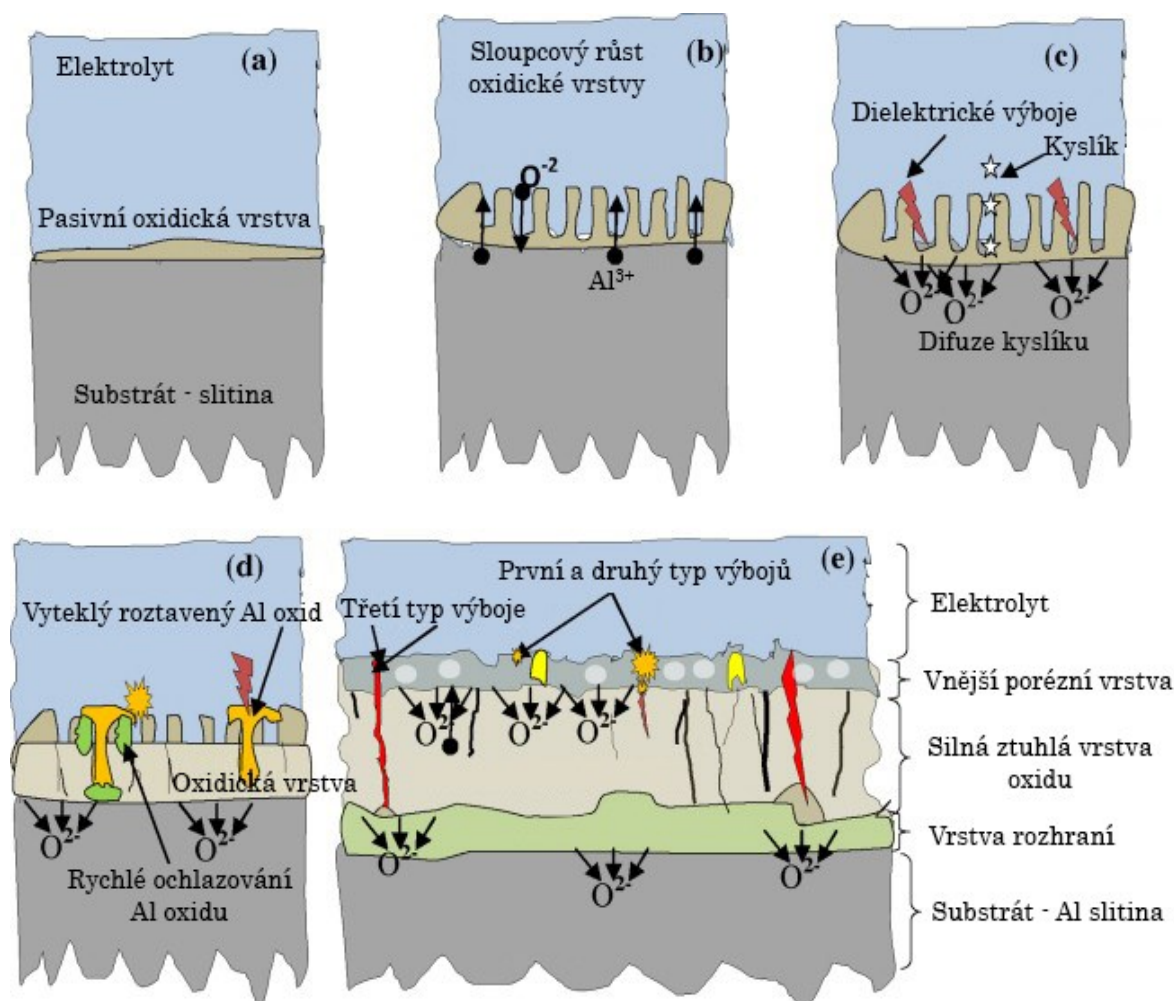 (a)
Elektrolyt
Pasivní oxidická vrstva
Substrát - slitina
(b)
Sloupcový růst
oxidické vrstvy
O⁻²
Al³⁺
(c)
Dielektrické výboje
Kyslík
O²⁻
O²⁻
O²⁻
Difuze kyslíku
(d)
Vyteklý roztavený Al oxid
Oxidická vrstva
O²⁻
O²⁻
Rychlé ochlazování
Al oxidu
(e)
První a druhý typ výbojů
Třetí typ výboje
O²⁻
O²⁻
O²⁻
O²⁻
O²⁻
O²⁻
Elektrolyt
Vnější porézní vrstva
Silná ztuhlá vrstva
oxidu
Vrstva rozhraní
Substrát - Al slitina